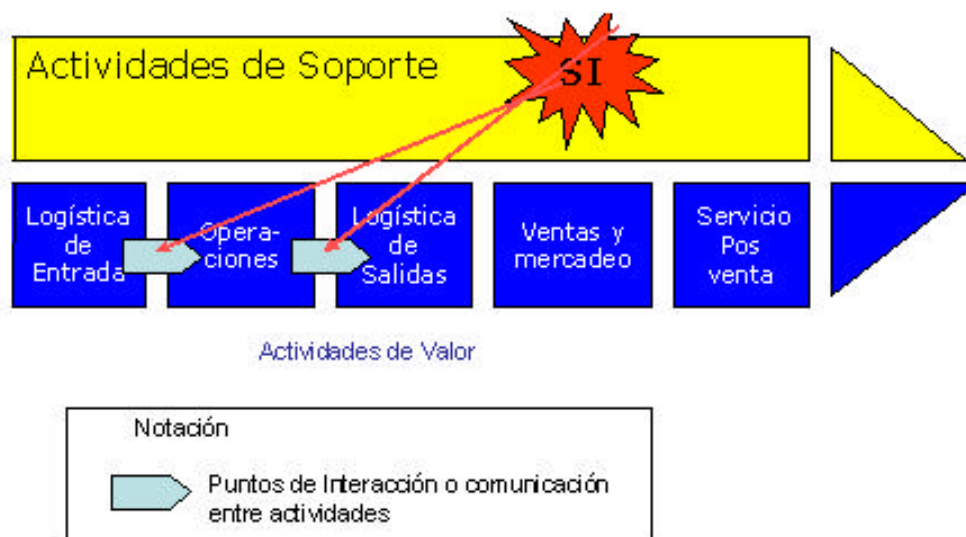 Actividades de Soporte
SI
Logística
de
Entrada
Opera-
ciones
Logística
de
Salidas
Ventas y
mercadeo
Servicio
Pos
venta
Actividades de Valor
Notación
Puntos de Interacción o comunicación
entre actividades